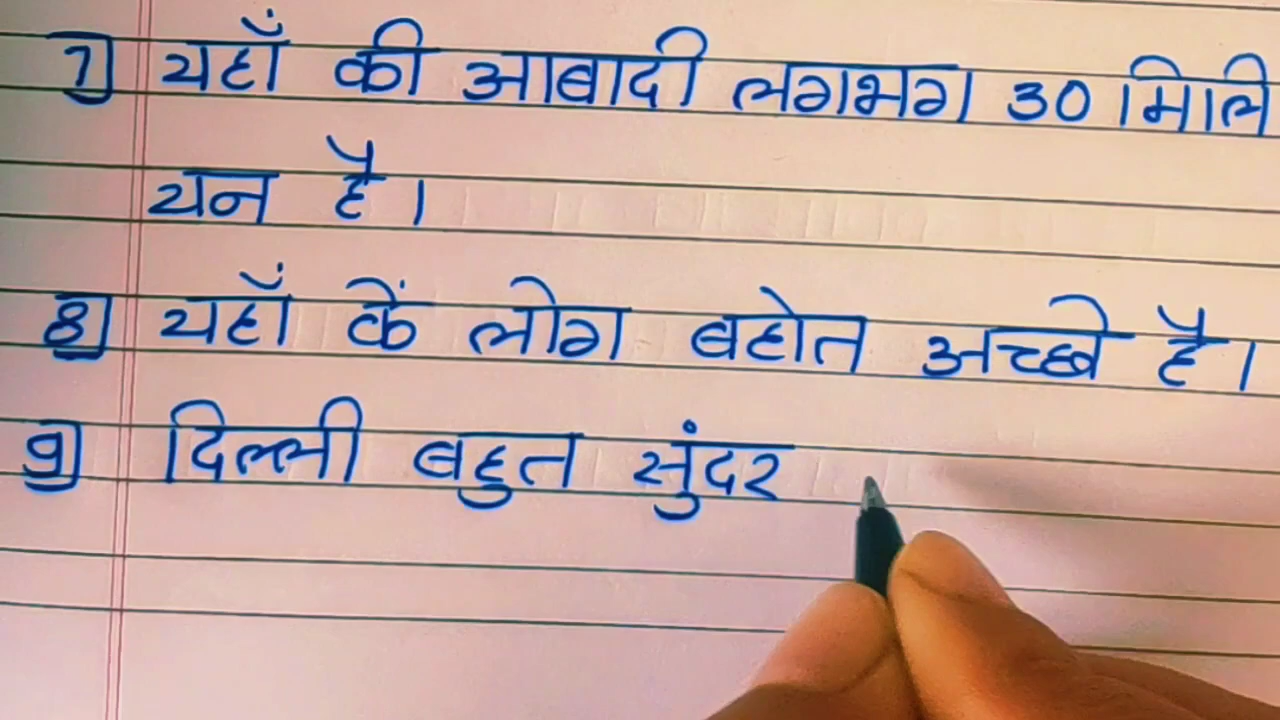 7) यहाँ की आबादी लगभग 30 मिलि
यन है।
8) यहाँ कें लोग बहोत अच्छे है।
9) दिल्ली बहुत सुंदर